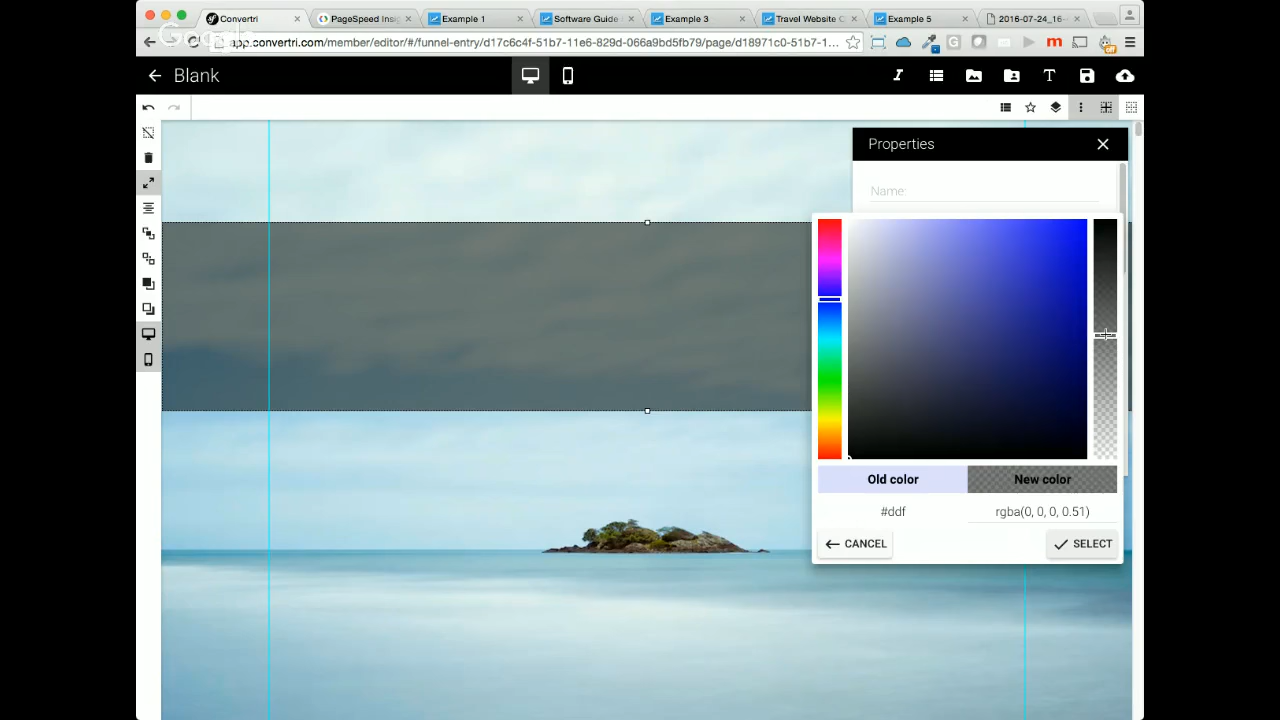 Convertri
PageSpeed Insi
Example 1
Software Guide
Example 3
Travel Website C
Example 5
2016-07-24_16-
Google
app.convertri.com/member/editor/#/funnel-entry/d17c6c4f-51b7-11e6-829d-066a9bd5fb79/page/d18971c0-51b7-1...
off
Blank
Properties
Name:
Old color
New color
#ddf
rgba(0, 0, 0, 0.51)
CANCEL
SELECT